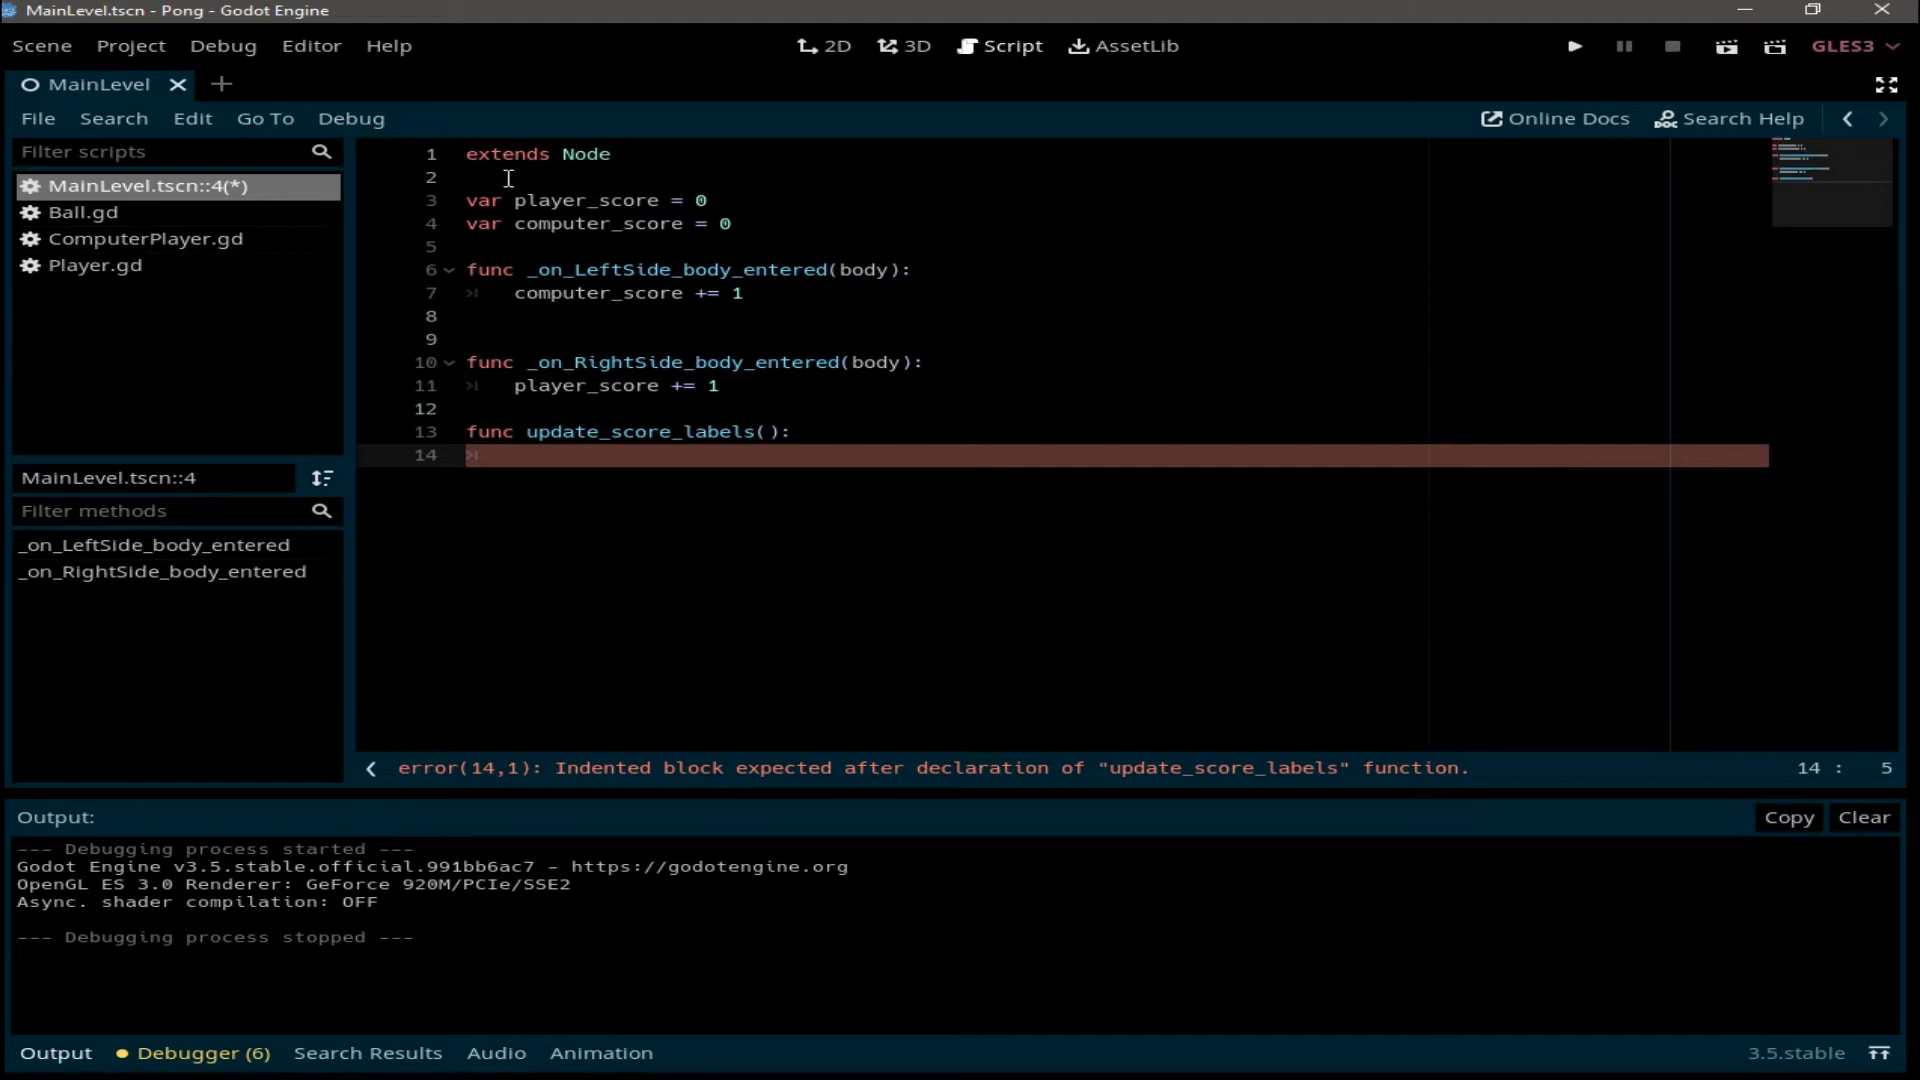 MainLevel.tscn - Pong - Godot Engine
Scene Project Debug Editor Help 2D 3D Script AssetLib GLES3
MainLevel
File Search Edit Go To Debug Online Docs Search Help
Filter scripts
MainLevel.tscn::4(*)
Ball.gd
ComputerPlayer.gd
Player.gd
MainLevel.tscn::4
Filter methods
_on_LeftSide_body_entered
_on_RightSide_body_entered
1 extends Node
2
3 var player_score = 0
4 var computer_score = 0
5
6 func _on_LeftSide_body_entered(body):
7 computer_score += 1
8
9
10 func _on_RightSide_body_entered(body):
11 player_score += 1
12
13 func update_score_labels():
14
error(14,1): Indented block expected after declaration of "update_score_labels" function. 14 : 5
Output: Copy Clear
--- Debugging process started ---
Godot Engine v3.5.stable.official.991bb6ac7 - https://godotengine.org
OpenGL ES 3.0 Renderer: GeForce 920M/PCIe/SSE2
Async. shader compilation: OFF
--- Debugging process stopped ---
Output Debugger (6) Search Results Audio Animation 3.5.stable